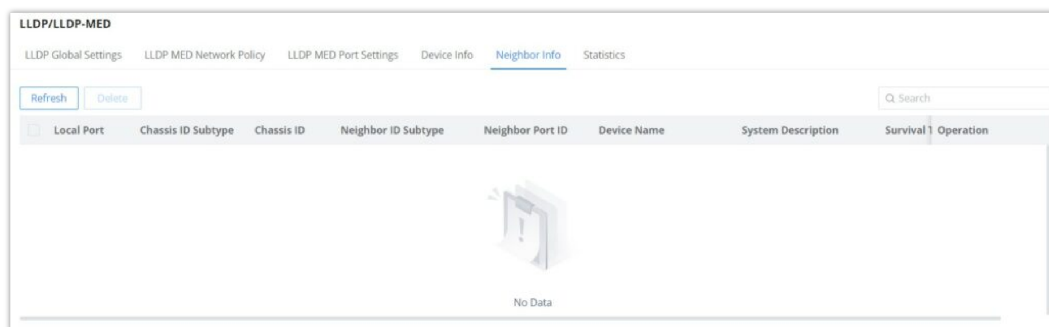 LLDP/LLDP-MED
LLDP Global Settings LLDP MED Network Policy LLDP MED Port Settings Device Info Neighbor Info Statistics
Refresh Delete Search
Local Port Chassis ID Subtype Chassis ID Neighbor ID Subtype Neighbor Port ID Device Name System Description Survival Operation
No Data